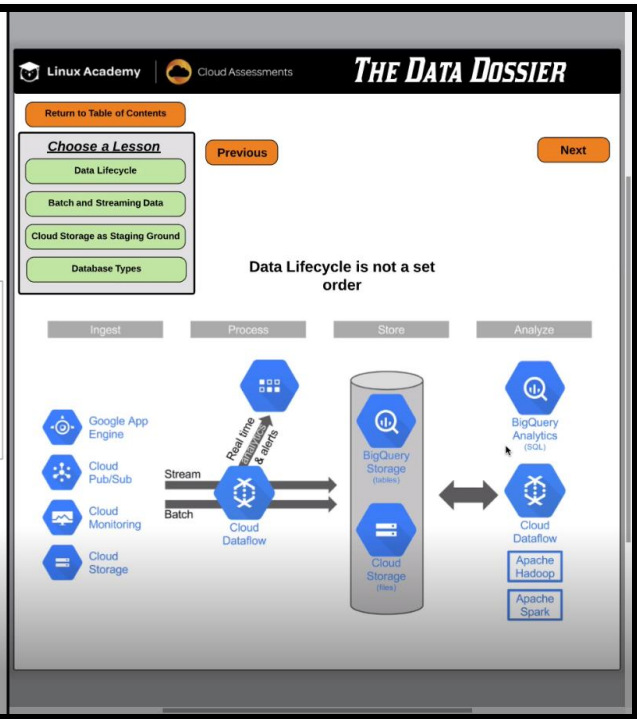 Linux Academy
Cloud Assessments
THE DATA DOSSIER
Return to Table of Contents
Choose a Lesson
Data Lifecycle
Batch and Streaming Data
Cloud Storage as Staging Ground
Database Types
Previous
Next
Data Lifecycle is not a set
order
Ingest
Process
Store
Analyze
Google App
Engine
Cloud
Pub/Sub
Cloud
Monitoring
Cloud
Storage
Stream
Batch
Real time
analytics
& alerts
Cloud
Dataflow
BigQuery
Storage
(tables)
Cloud
Storage
(files)
BigQuery
Analytics
(SQL)
Cloud
Dataflow
Apache
Hadoop
Apache
Spark